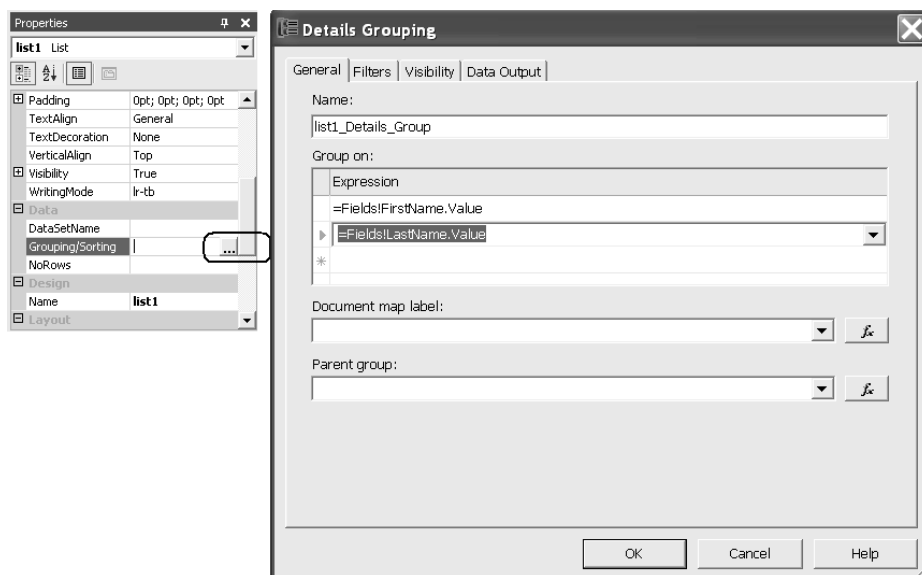 Properties
list1 List
Padding 0pt; 0pt; 0pt; 0pt
TextAlign General
TextDecoration None
VerticalAlign Top
Visibility True
WritingMode lr-tb
Data
DataSetName
Grouping/Sorting ...
NoRows
Design
Name list1
Layout
Details Grouping
General Filters Visibility Data Output
Name:
list1_Details_Group
Group on:
Expression
=Fields!FirstName.Value
=Fields!LastName.Value
Document map label:
fx
Parent group:
fx
OK Cancel Help